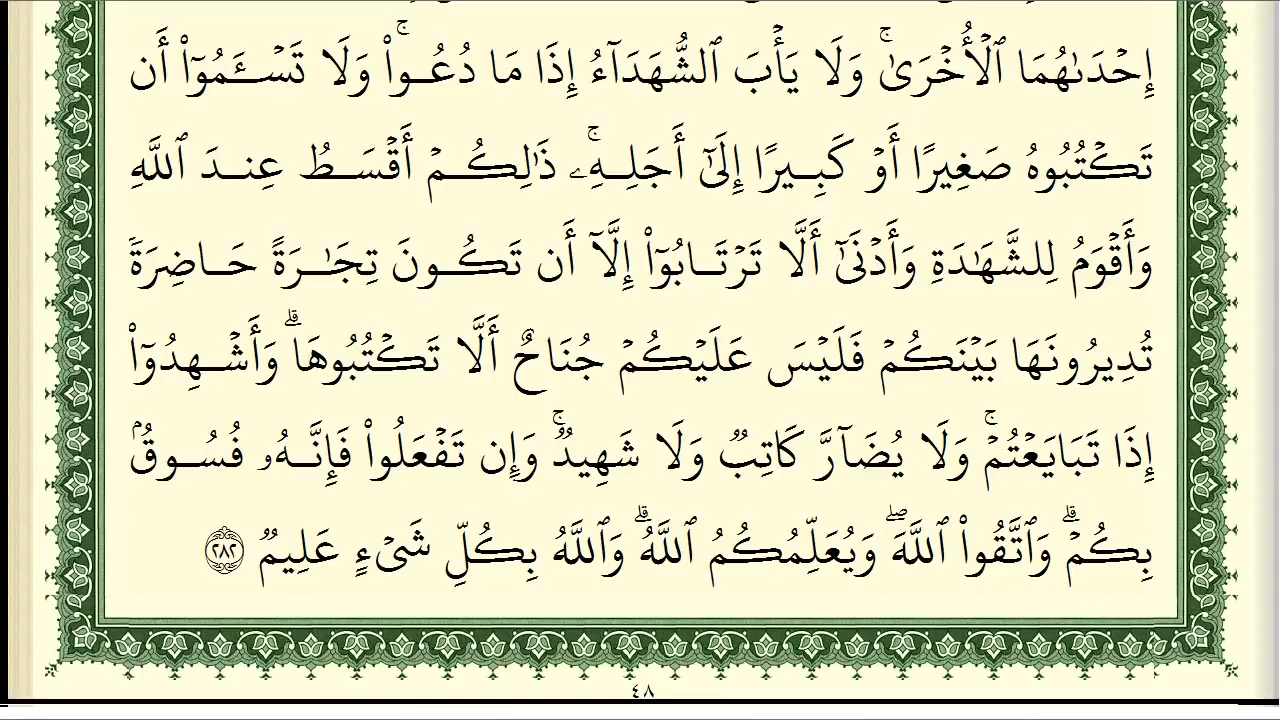 إِحْدَىٰهُمَا ٱلْأُخْرَىٰ ۚ وَلَا يَأْبَ ٱلشُّهَدَآءُ إِذَا مَا دُعُوا۟ ۚ وَلَا تَسْـَٔمُوٓا۟ أَن
تَكْتُبُوهُ صَغِيرًا أَوْ كَبِيرًا إِلَىٰٓ أَجَلِهِۦ ۚ ذَٰلِكُمْ أَقْسَطُ عِندَ ٱللَّهِ
وَأَقْوَمُ لِلشَّهَٰدَةِ وَأَدْنَىٰٓ أَلَّا تَرْتَابُوٓا۟ إِلَّآ أَن تَكُونَ تِجَٰرَةً حَاضِرَةً
تُدِيرُونَهَا بَيْنَكُمْ فَلَيْسَ عَلَيْكُمْ جُنَاحٌ أَلَّا تَكْتُبُوهَا ۗ وَأَشْهِدُوٓا۟
إِذَا تَبَايَعْتُمْ ۚ وَلَا يُضَآرَّ كَاتِبٌ وَلَا شَهِيدٌ ۚ وَإِن تَفْعَلُوا۟ فَإِنَّهُۥ فُسُوقٌۢ
بِكُمْ ۗ وَٱتَّقُوا۟ ٱللَّهَ ۖ وَيُعَلِّمُكُمُ ٱللَّهُ ۗ وَٱللَّهُ بِكُلِّ شَىْءٍ عَلِيمٌ ٢٨٢
٤٨